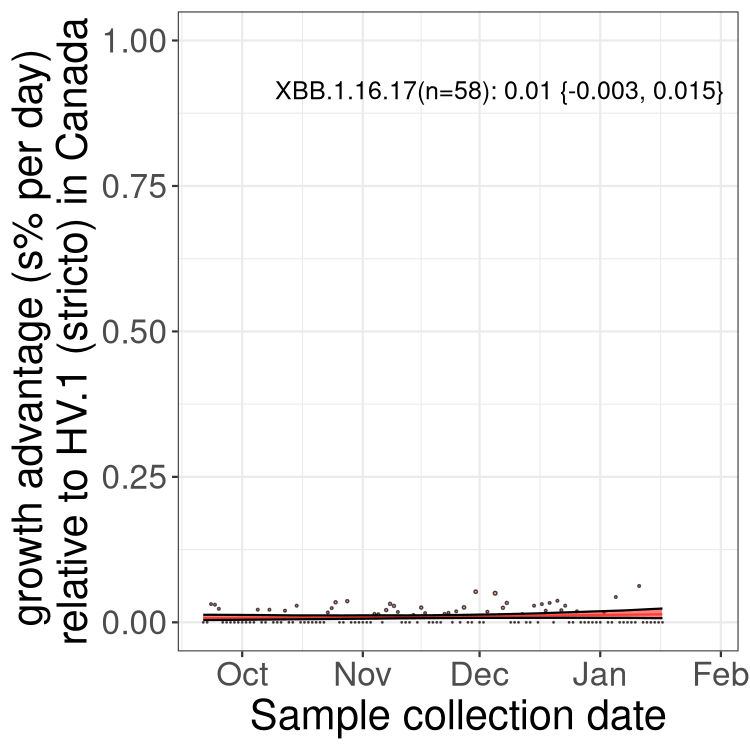 growth advantage (s% per day)
relative to HV.1 (stricto) in Canada
1.00
0.75
0.50
0.25
0.00
XBB.1.16.17(n=58): 0.01 {-0.003, 0.015}
Oct Nov Dec Jan Feb
Sample collection date